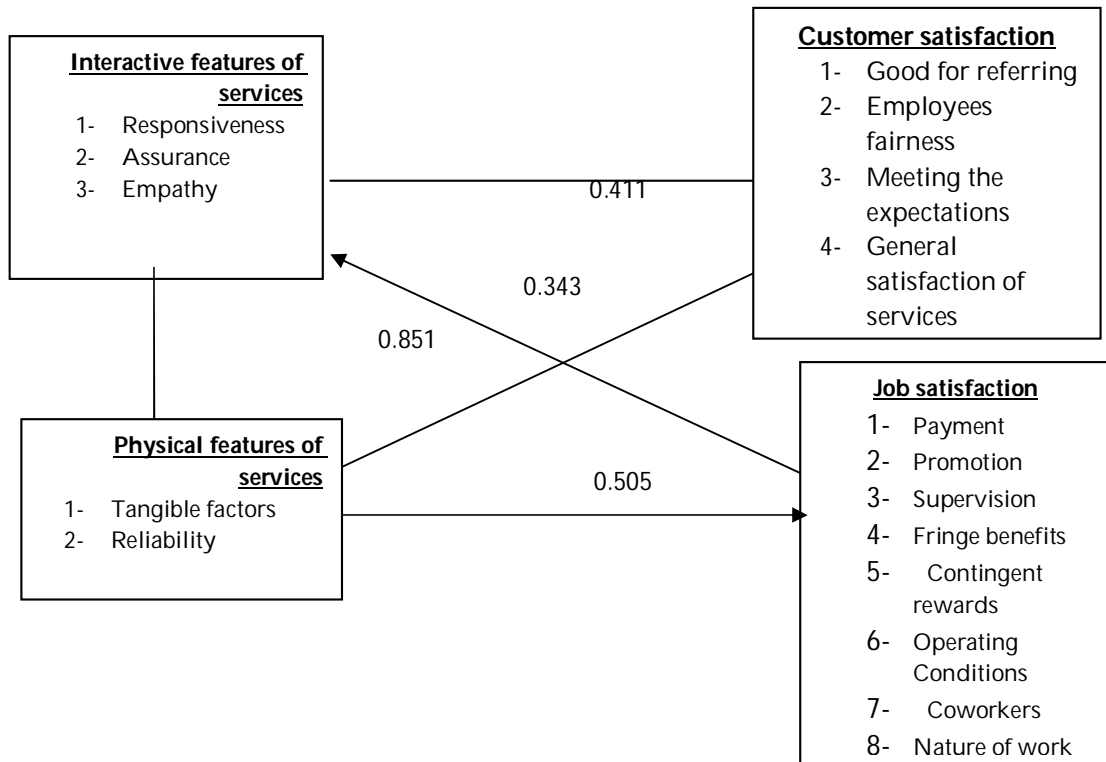 Interactive features of
services
1- Responsiveness
2- Assurance
3- Empathy
Customer satisfaction
1- Good for referring
2- Employees
fairness
3- Meeting the
expectations
4- General
satisfaction of
services
0.411
0.343
0.851
Physical features of
services
1- Tangible factors
2- Reliability
0.505
Job satisfaction
1- Payment
2- Promotion
3- Supervision
4- Fringe benefits
5- Contingent
rewards
6- Operating
Conditions
7- Coworkers
8- Nature of work